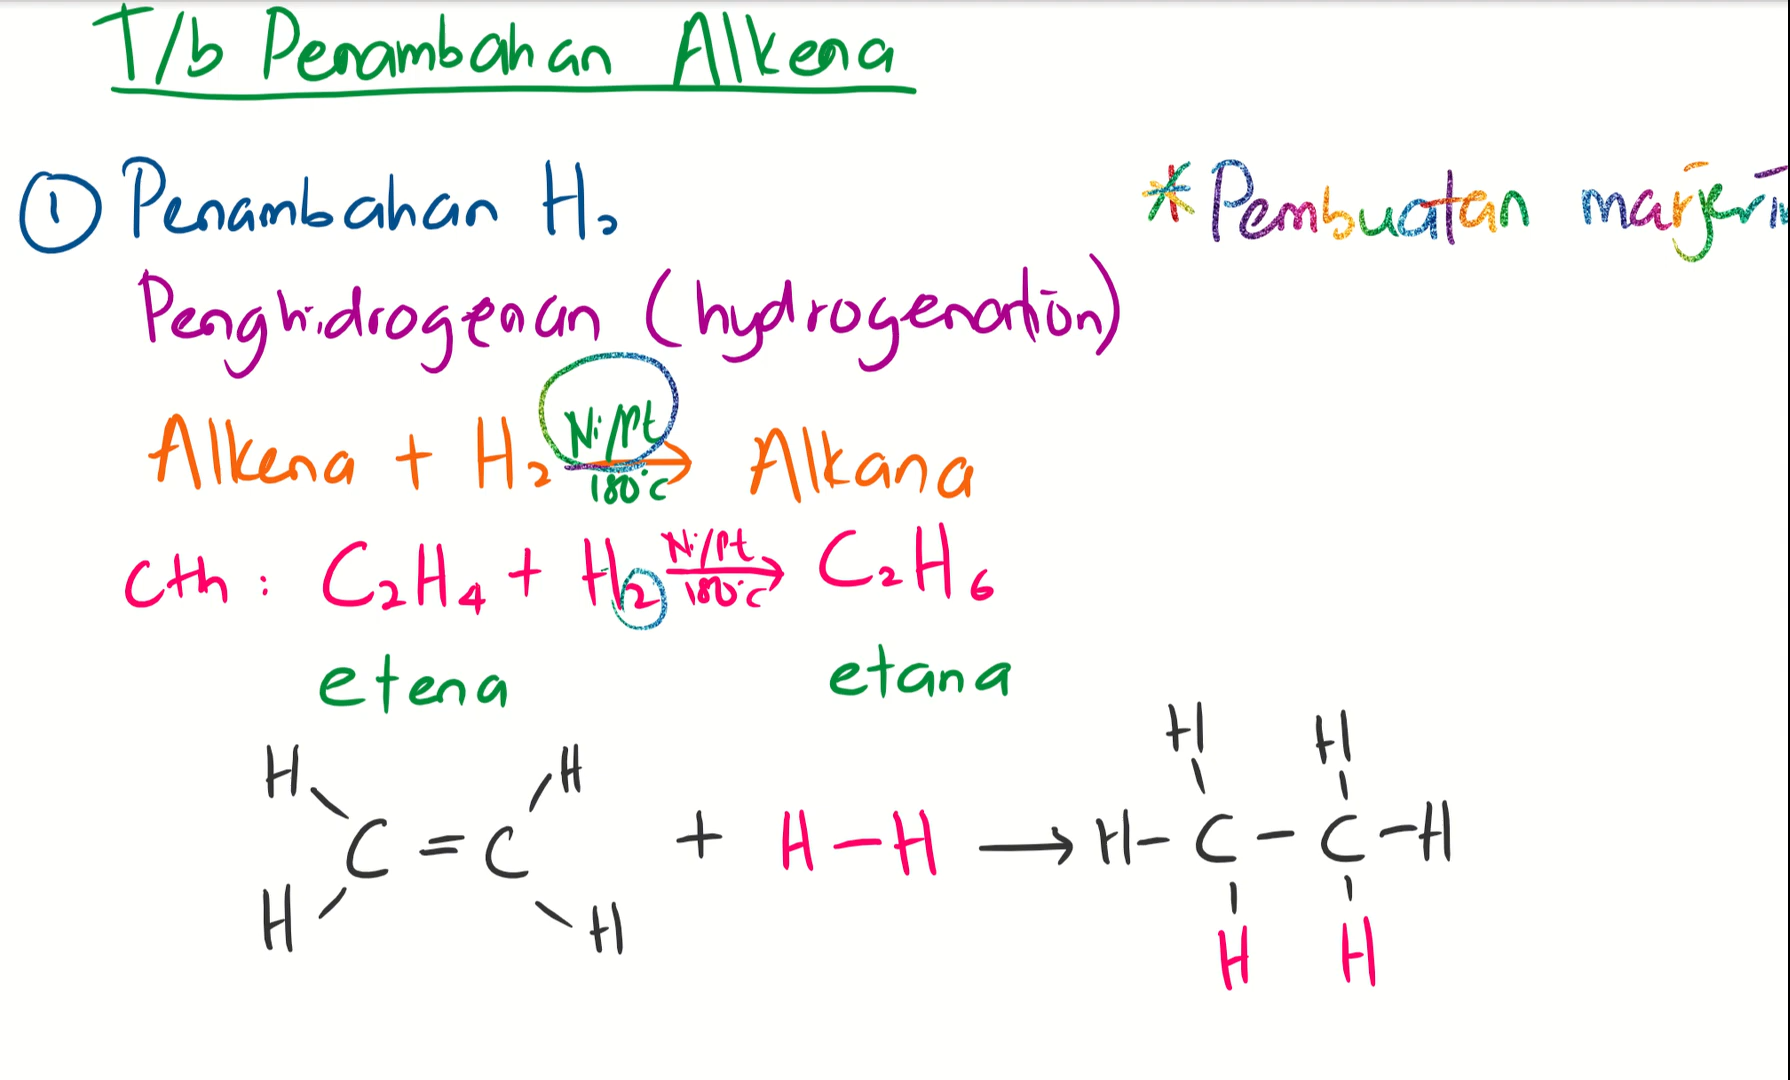 T/b Penambahan Alkena
① Penambahan H₂ *Pembuatan marjerin
Penghidrogenan (hydrogenation)
Alkena + H₂ Ni/Pt → 180°C Alkana
Cth : C₂H₄ + H₂ Ni/Pt → 180°C C₂H₆
etena etana
H H H H
C = C + H–H → H–C–C–H
H H H H